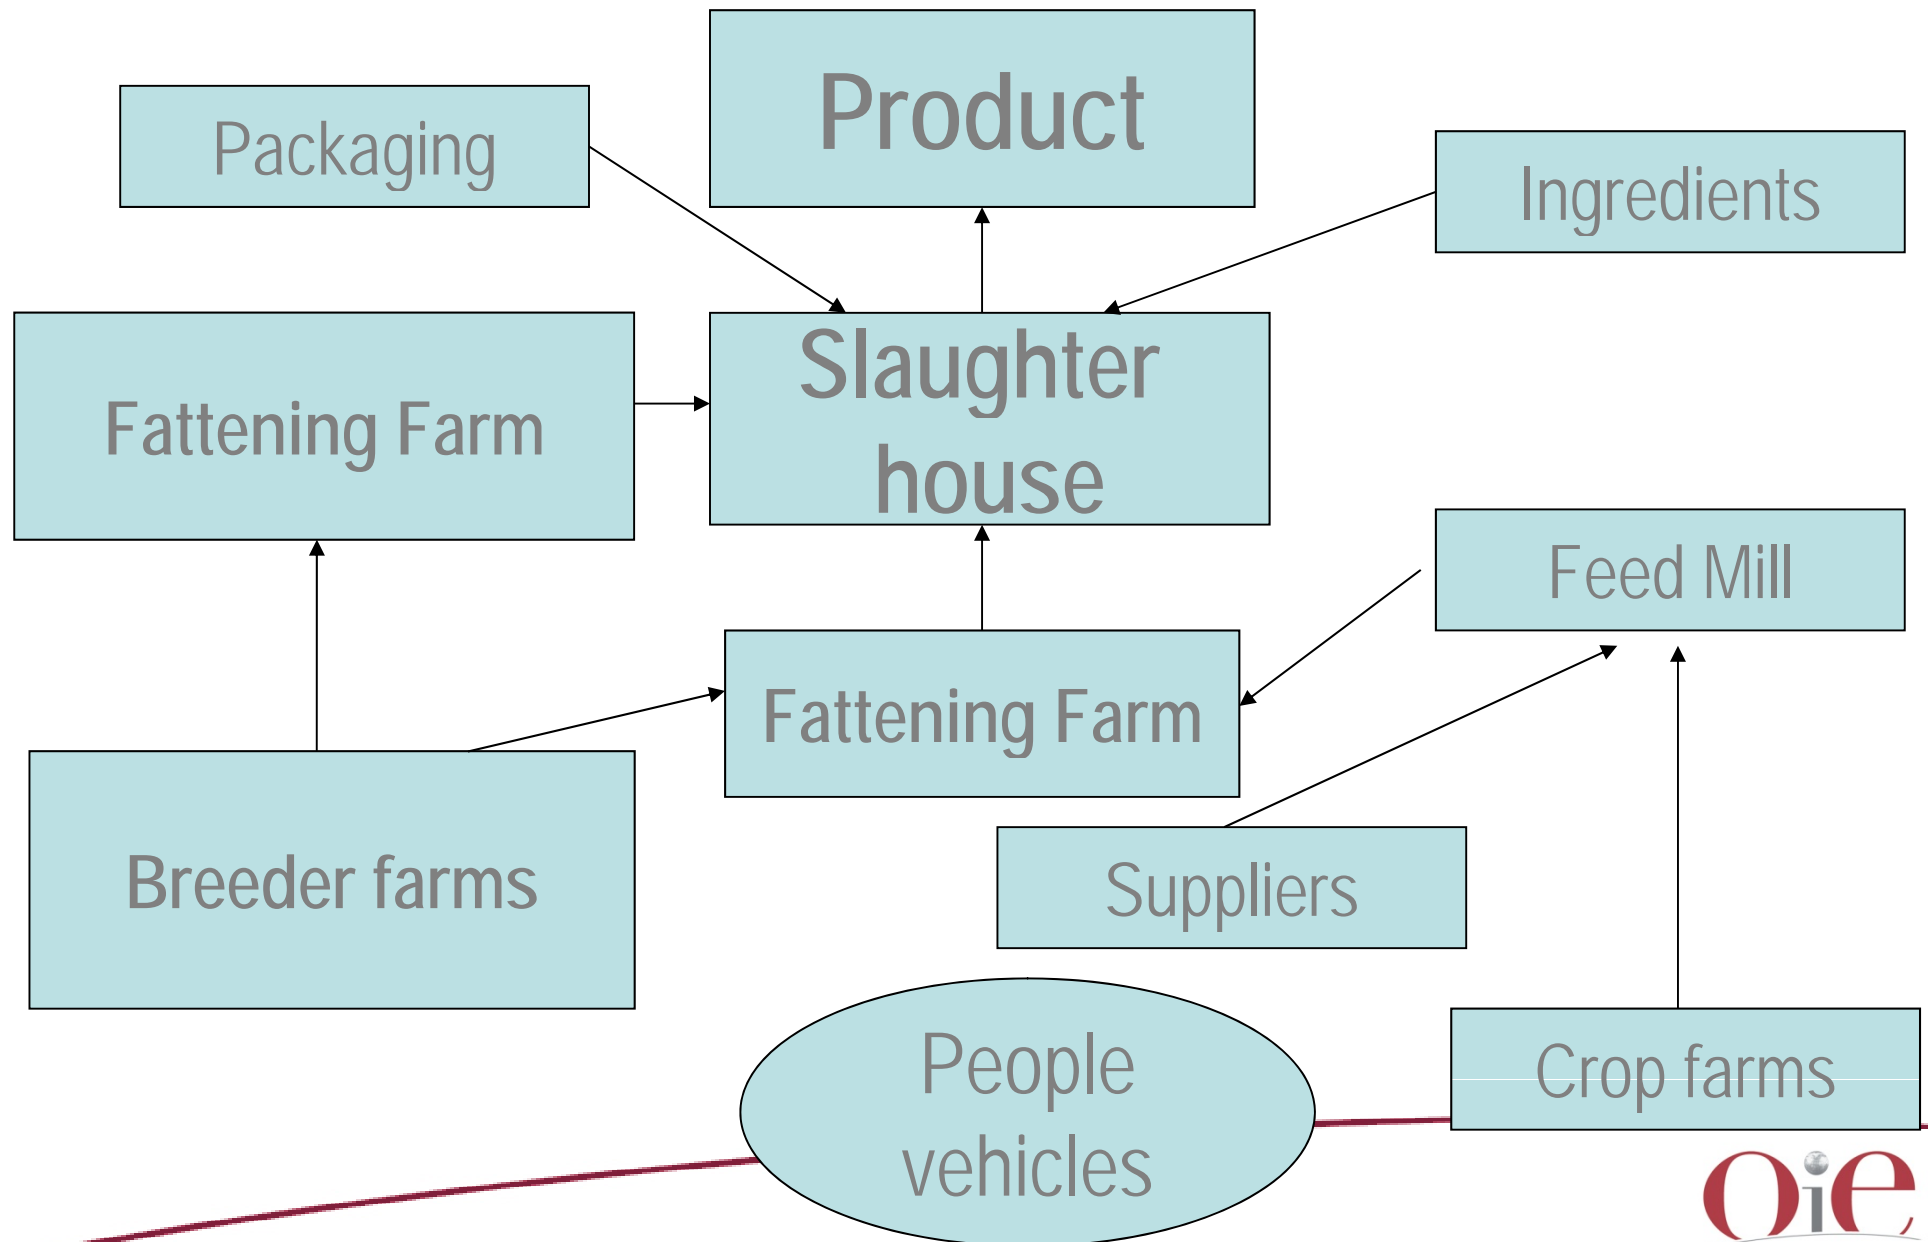 Product
Packaging
Ingredients
Slaughter
house
Fattening Farm
Feed Mill
Fattening Farm
Breeder farms
Suppliers
People
vehicles
Crop farms
oie